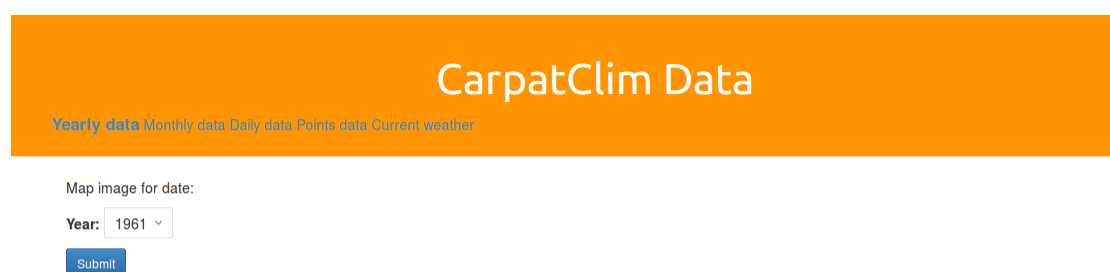 CarpatClim Data
Yearly data Monthly data Daily data Points data Current weather
Map image for date:
Year: 1961
Submit